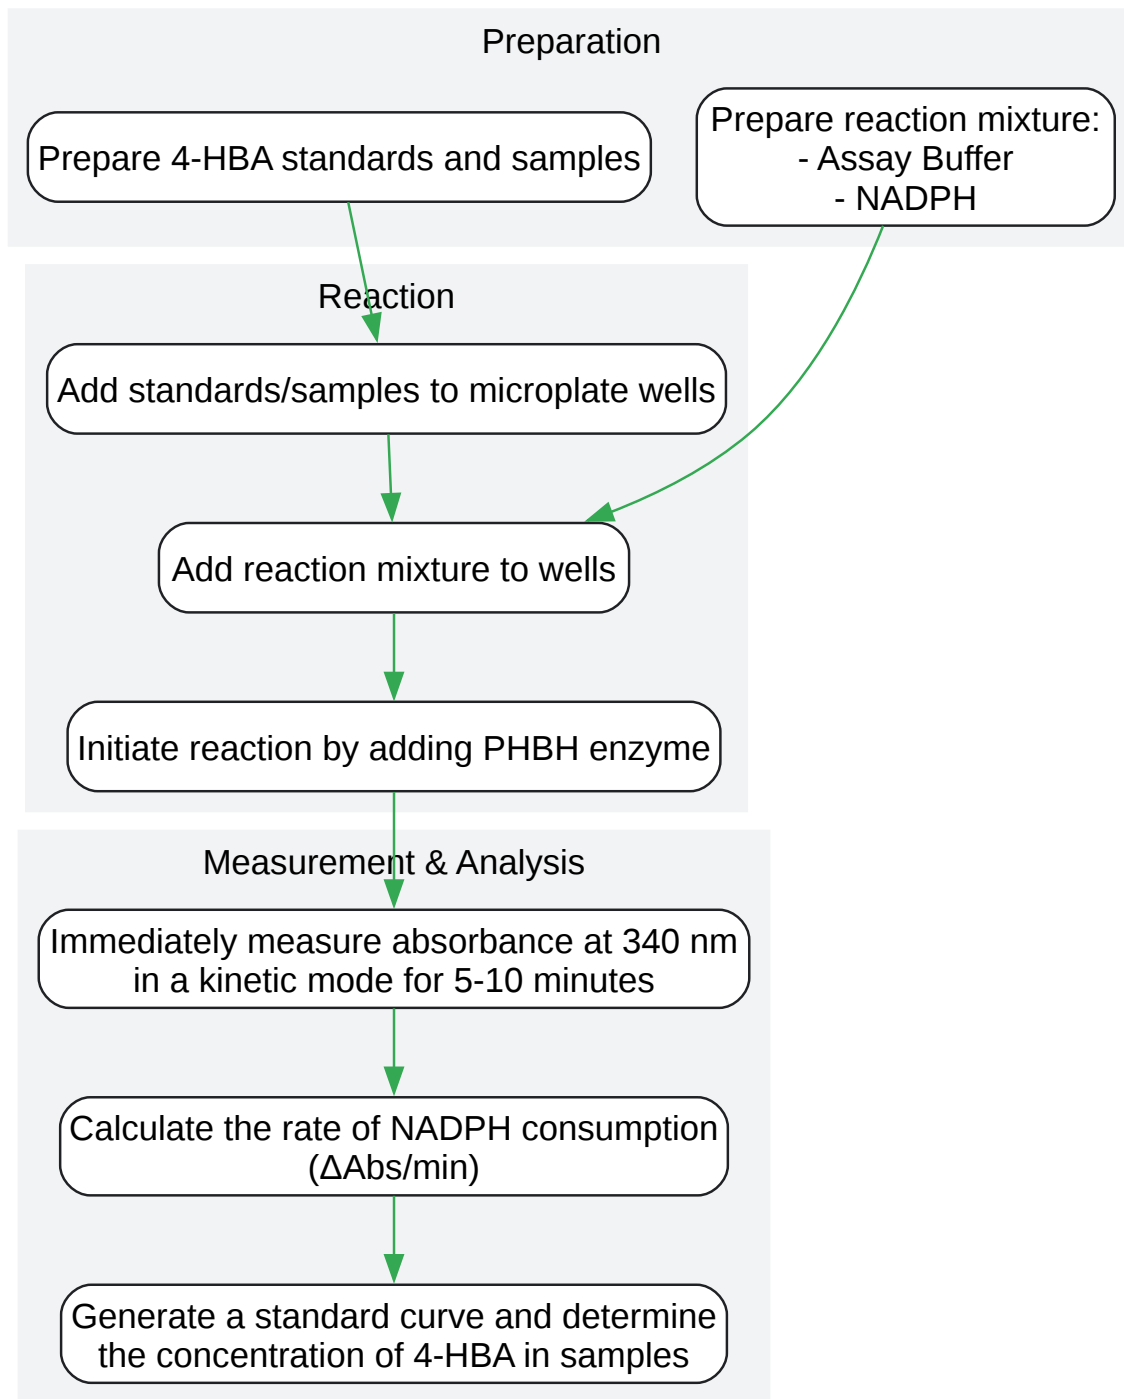 Preparation
Prepare 4-HBA standards and samples
Prepare reaction mixture:
- Assay Buffer
- NADPH
Reaction
Add standards/samples to microplate wells
Add reaction mixture to wells
Initiate reaction by adding PHBH enzyme
Measurement & Analysis
Immediately measure absorbance at 340 nm
in a kinetic mode for 5-10 minutes
Calculate the rate of NADPH consumption
(ΔAbs/min)
Generate a standard curve and determine
the concentration of 4-HBA in samples